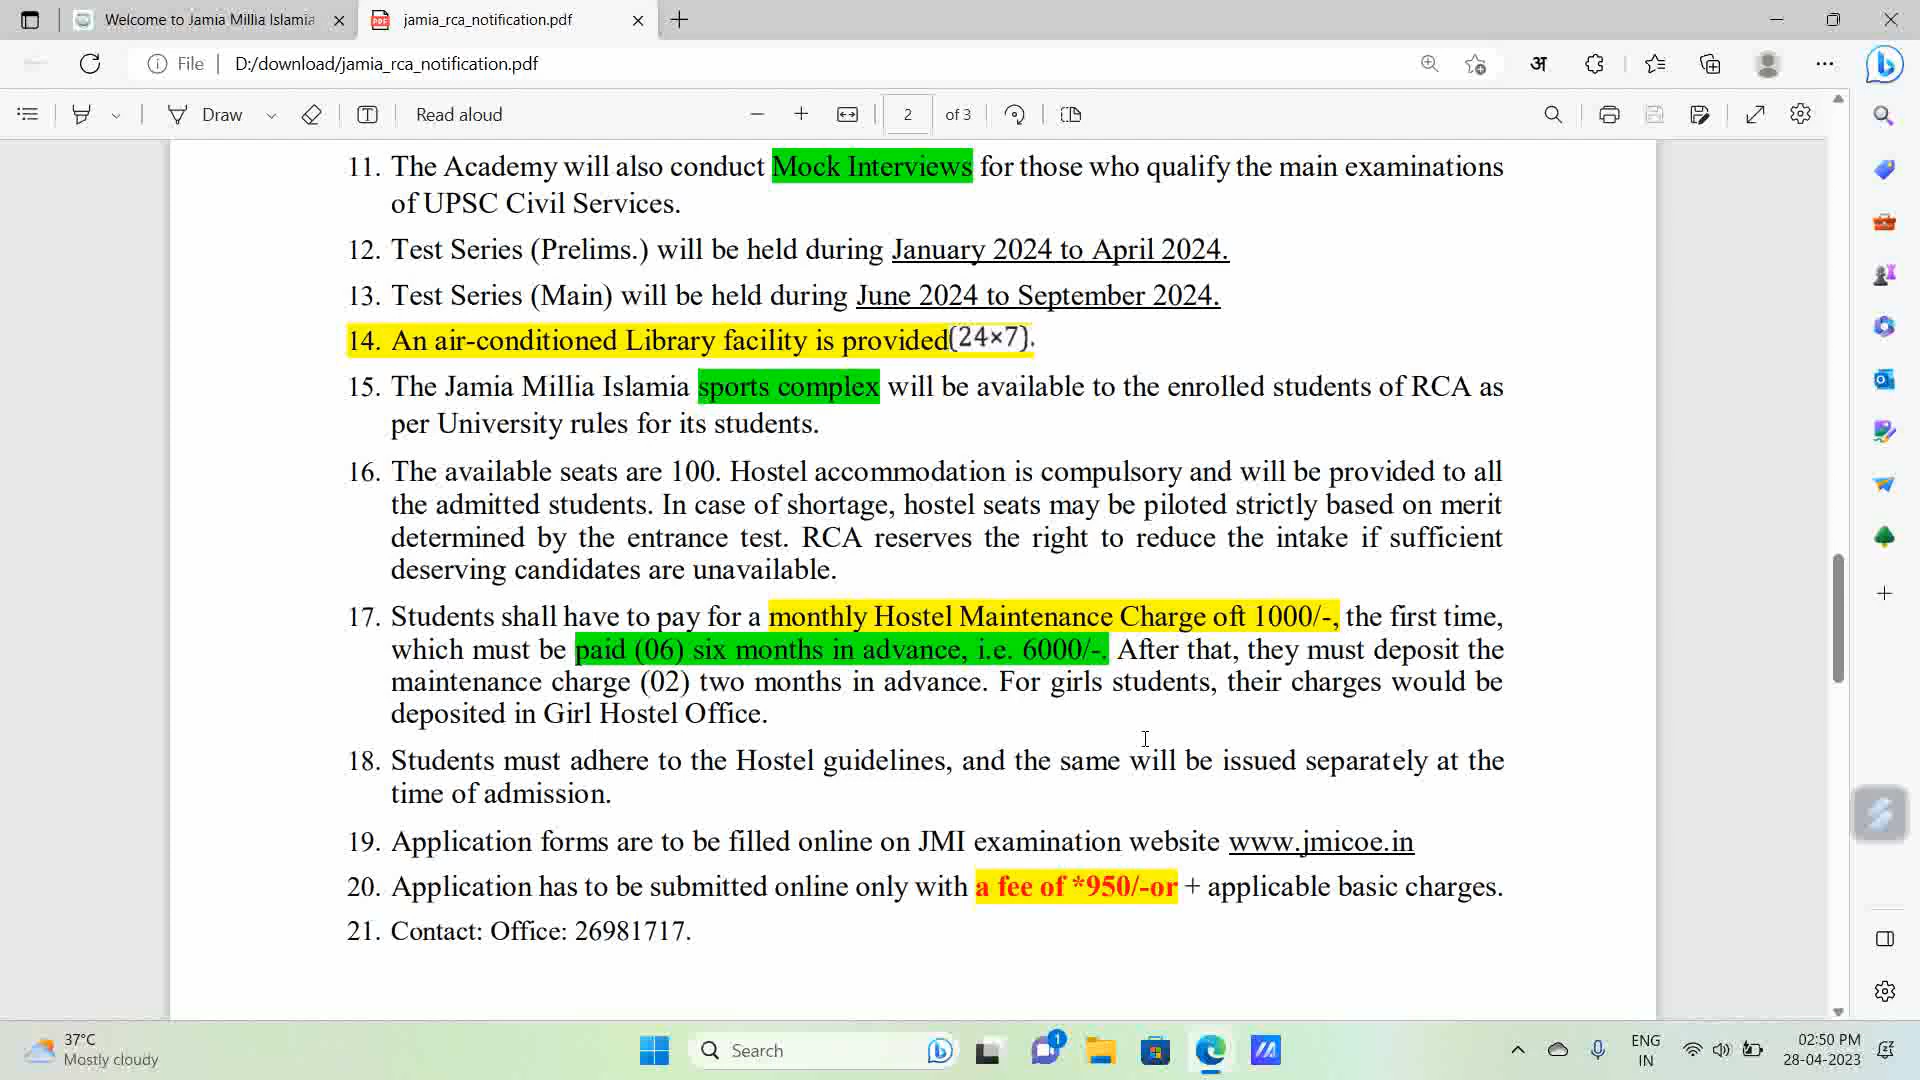 Welcome to Jamia Millia Islamia
jamia_rca_notification.pdf
File
D:/download/jamia_rca_notification.pdf
अ
Draw
Read aloud
2 of 3
11. The Academy will also conduct Mock Interviews for those who qualify the main examinations
of UPSC Civil Services.
12. Test Series (Prelims.) will be held during January 2024 to April 2024.
13. Test Series (Main) will be held during June 2024 to September 2024.
14. An air-conditioned Library facility is provided(24×7).
15. The Jamia Millia Islamia sports complex will be available to the enrolled students of RCA as
per University rules for its students.
16. The available seats are 100. Hostel accommodation is compulsory and will be provided to all
the admitted students. In case of shortage, hostel seats may be piloted strictly based on merit
determined by the entrance test. RCA reserves the right to reduce the intake if sufficient
deserving candidates are unavailable.
17. Students shall have to pay for a monthly Hostel Maintenance Charge oft 1000/-, the first time,
which must be paid (06) six months in advance, i.e. 6000/-. After that, they must deposit the
maintenance charge (02) two months in advance. For girls students, their charges would be
deposited in Girl Hostel Office.
18. Students must adhere to the Hostel guidelines, and the same will be issued separately at the
time of admission.
19. Application forms are to be filled online on JMI examination website www.jmicoe.in
20. Application has to be submitted online only with a fee of *950/-or + applicable basic charges.
21. Contact: Office: 26981717.
37°C
Mostly cloudy
Search
1
ENG
IN
02:50 PM
28-04-2023